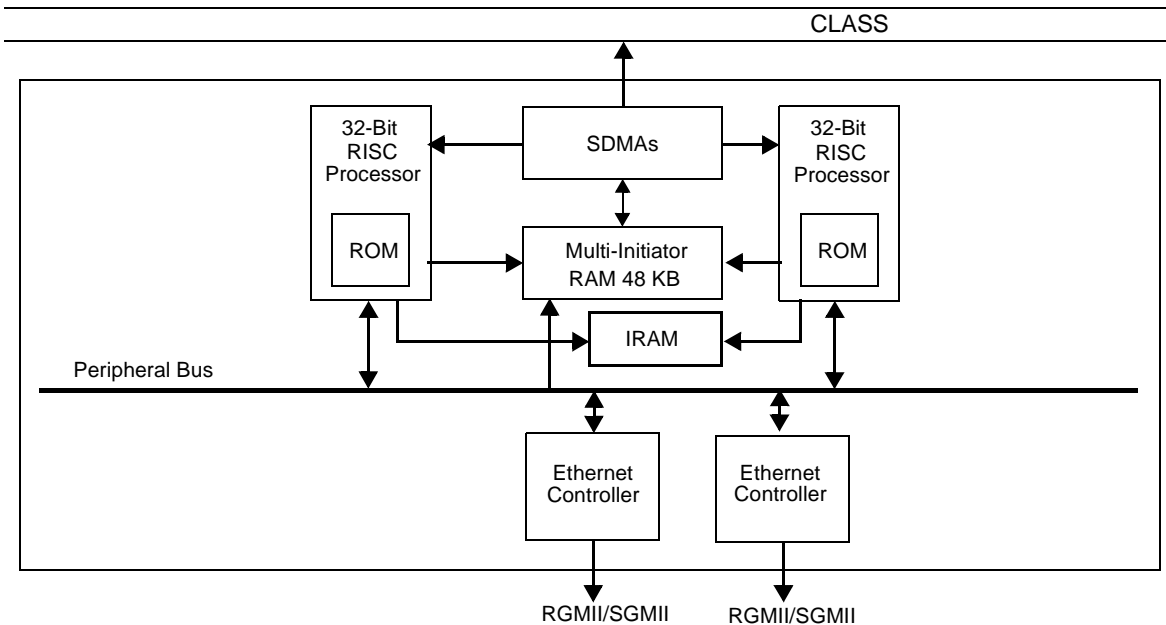 CLASS
32-Bit
RISC
Processor
ROM
SDMAs
32-Bit
RISC
Processor
ROM
Multi-Initiator
RAM 48 KB
IRAM
Peripheral Bus
Ethernet
Controller
Ethernet
Controller
RGMII/SGMII
RGMII/SGMII